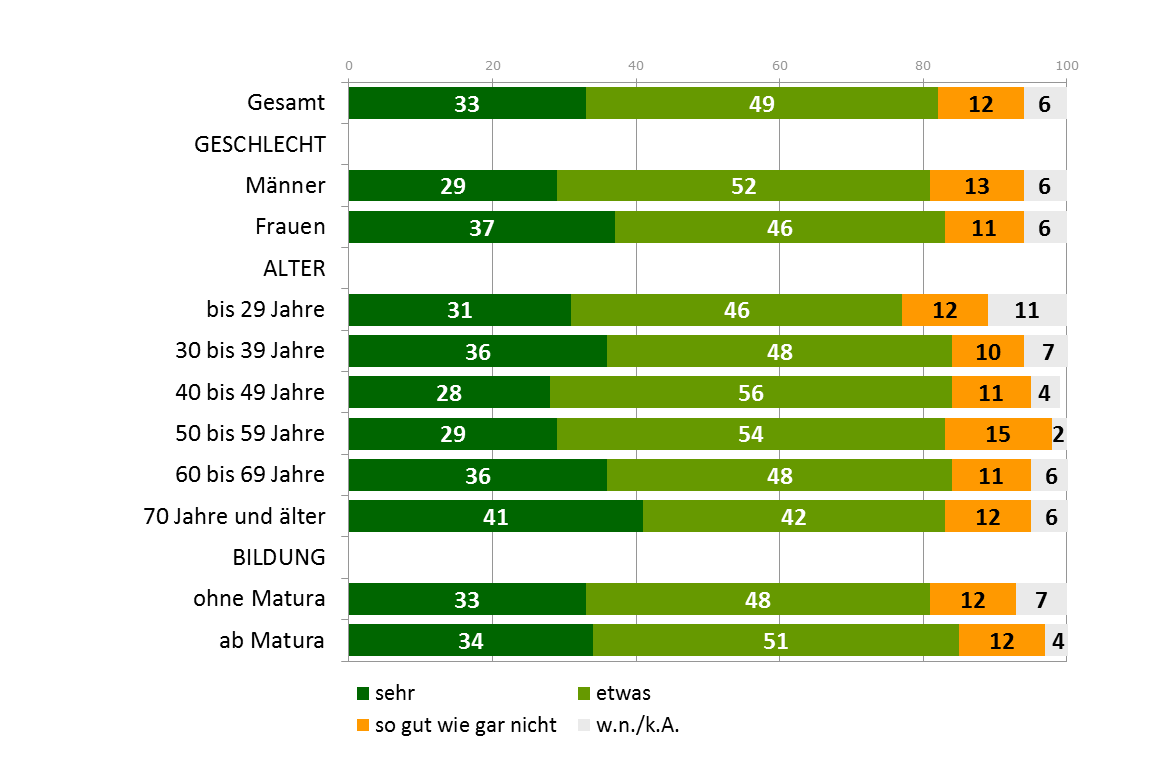 0 20 40 60 80 100
Gesamt 33 49 12 6
GESCHLECHT
Männer 29 52 13 6
Frauen 37 46 11 6
ALTER
bis 29 Jahre 31 46 12 11
30 bis 39 Jahre 36 48 10 7
40 bis 49 Jahre 28 56 11 4
50 bis 59 Jahre 29 54 15 2
60 bis 69 Jahre 36 48 11 6
70 Jahre und älter 41 42 12 6
BILDUNG
ohne Matura 33 48 12 7
ab Matura 34 51 12 4
sehr etwas
so gut wie gar nicht w.n./k.A.